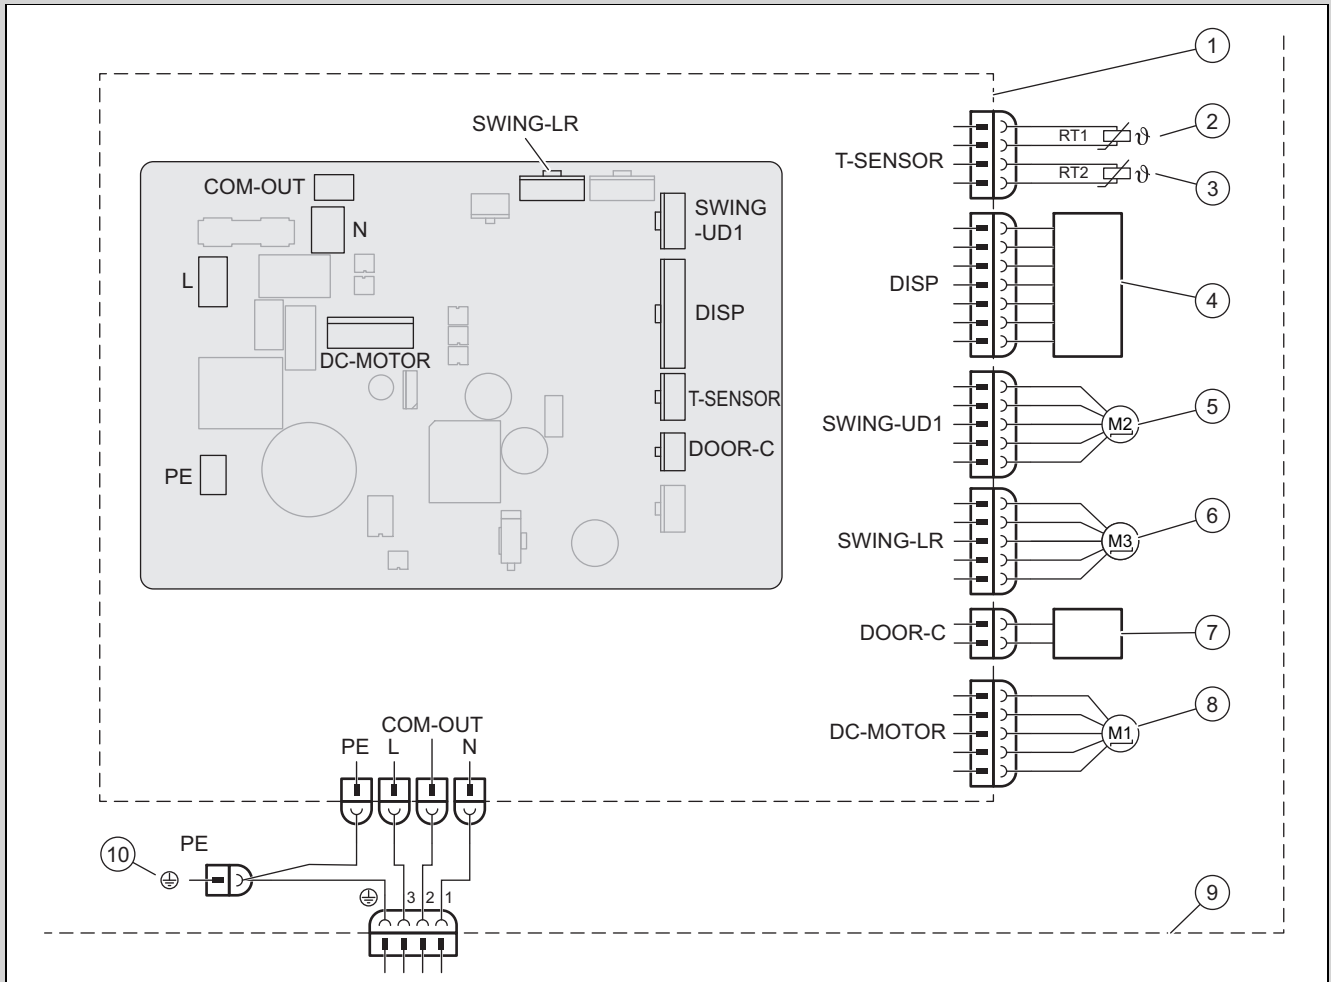 1
SWING-LR
RT1 ϑ
2
T-SENSOR
RT2 ϑ
3
COM-OUT
N
SWING
-UD1
L
DISP
DISP
4
DC-MOTOR
T-SENSOR
DOOR-C
SWING-UD1
M2
5
PE
SWING-LR
M3
6
DOOR-C
7
DC-MOTOR
M1
8
COM-OUT
PE L N
PE
10
3 2 1
9